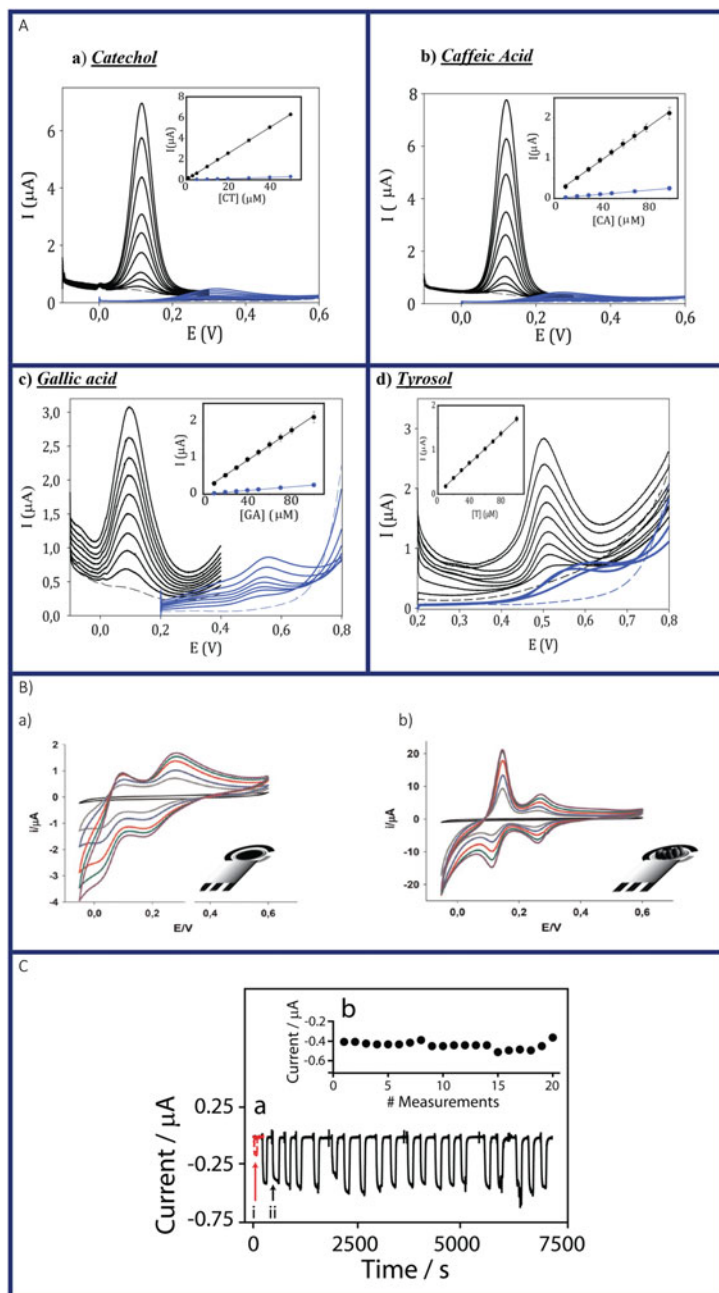 A
a) Catechol
b) Caffeic Acid
8
6
4
2
0
I(µA)
0
20
40
[CT] (µM)
6
4
2
0
I (µA)
0,0
0,2
0,4
0,6
E (V)
2
1
0
I(µA)
0
40
80
[CA] (µM)
8
6
4
2
0
I ( µA)
0,0
0,2
0,4
0,6
E (V)
c) Gallic acid
d) Tyrosol
2
1
0
I (µA)
0
40
80
[GA] (µM)
3,0
2,5
2,0
1,5
1,0
0,5
0,0
I (µA)
0,0
0,2
0,4
0,6
0,8
E (V)
2
1
0
I (µA)
0
20
40
60
80
100
[T] [µM)
3
2
1
0
I (µA)
0,2
0,3
0,4
0,5
0,6
0,7
0,8
E (V)
B)
a)
b)
2
1
0
-1
-2
-3
-4
i/µA
0,0
0,2
0,4
0,6
E/V
20
10
0
-10
-20
i/µA
0,0
0,2
0,4
0,6
E/V
C
b
-0.4
-0.6
Current / µA
0
5
10
15
20
# Measurements
a
0.25
-0.25
-0.75
Current / µA
i
ii
0
2500
5000
7500
Time / s